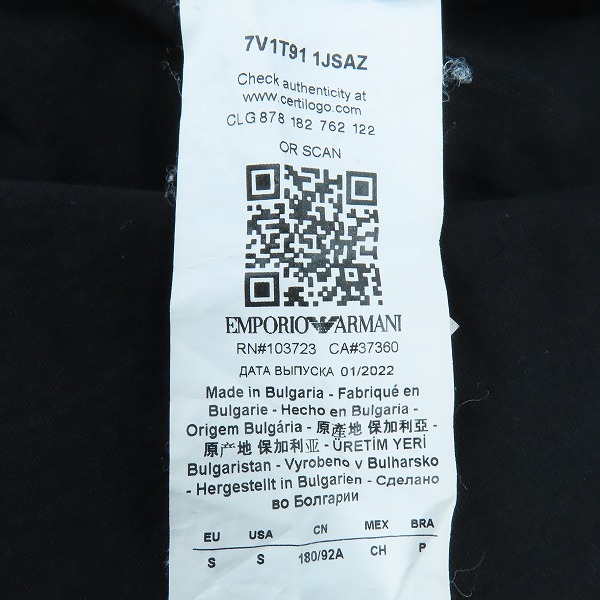 7V1T91 1JSAZ
Check authenticity at
www.certilogo.com
CLG 878 182 762 122
OR SCAN
EMPORIO ARMANI
RN#103723 CA#37360
ДАТА ВЫПУСКА 01/2022
Made in Bulgaria - Fabriqué en
Bulgarie - Hecho en Bulgaria -
Origem Bulgária - 原產地 保加利亞 -
原产地 保加利亚 - ÜRETİM YERİ
Bulgaristan - Vyrobeno v Bulharsko
- Hergestellt in Bulgarien - Сделано
во Болгарии
EU USA CN MEX BRA
S S 180/92A CH P